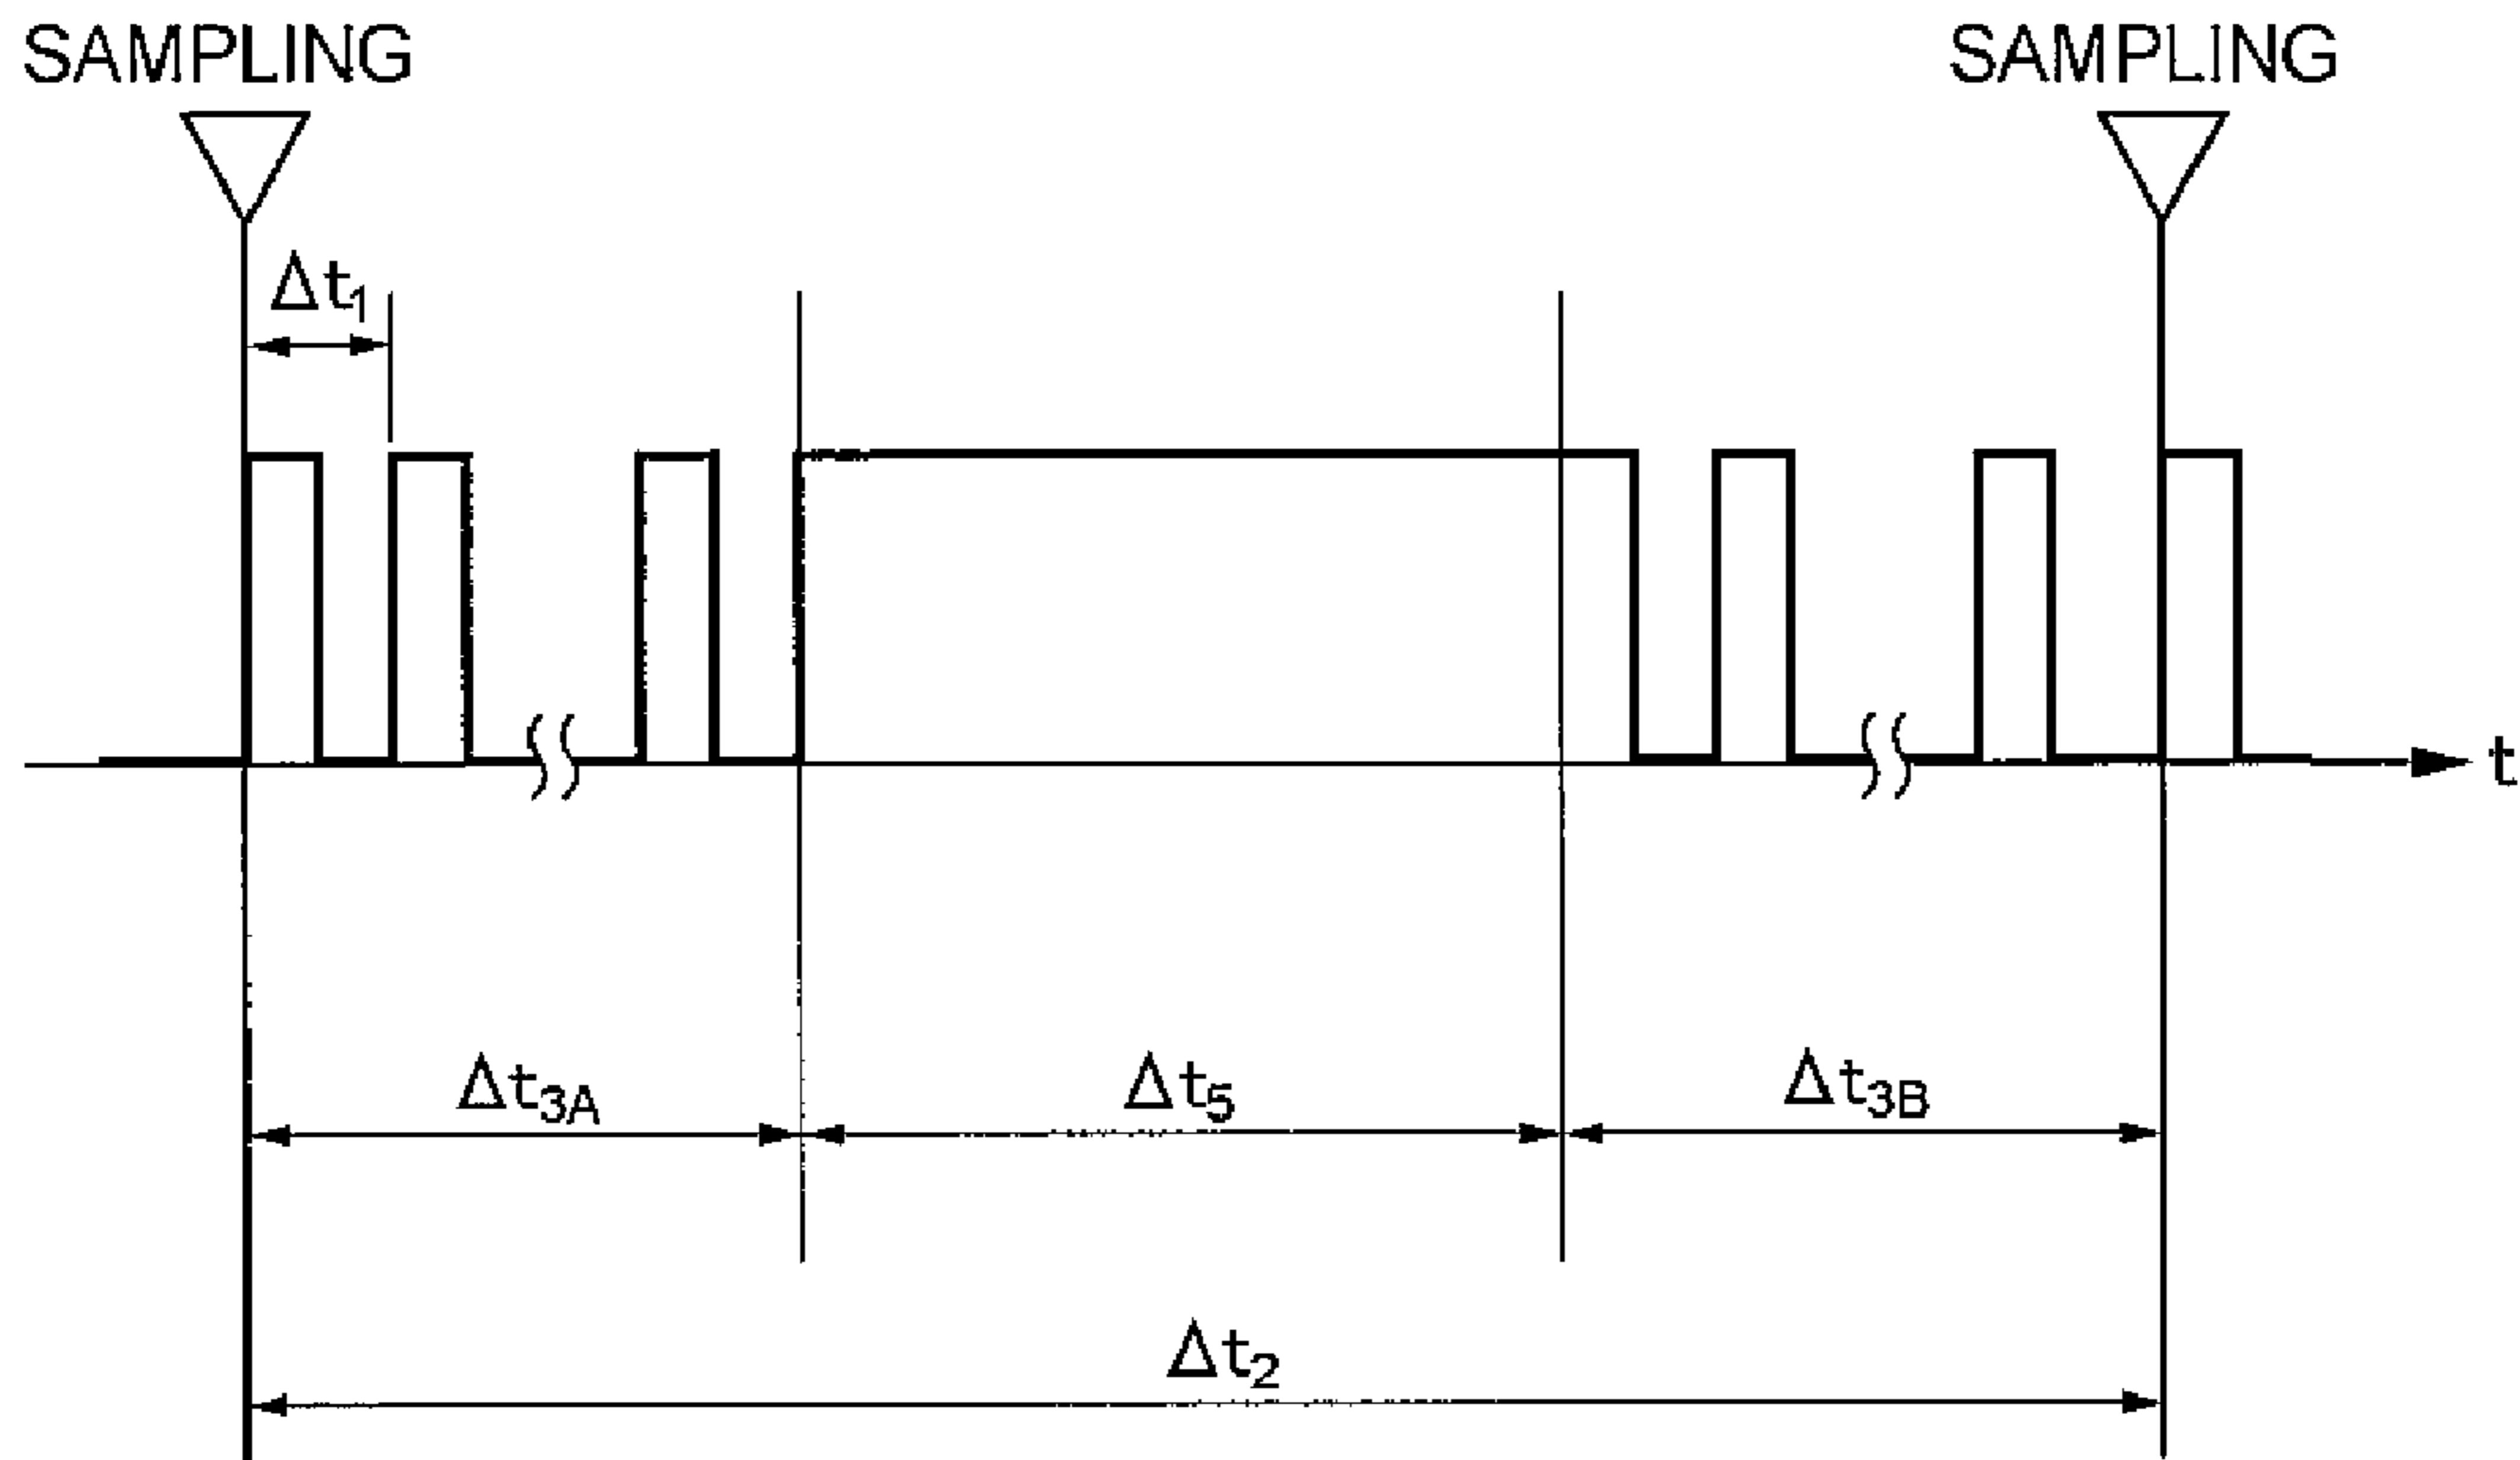 SAMPLING SAMPLING
Δt₁
t
Δt₃A Δt₅ Δt₃B
Δt₂